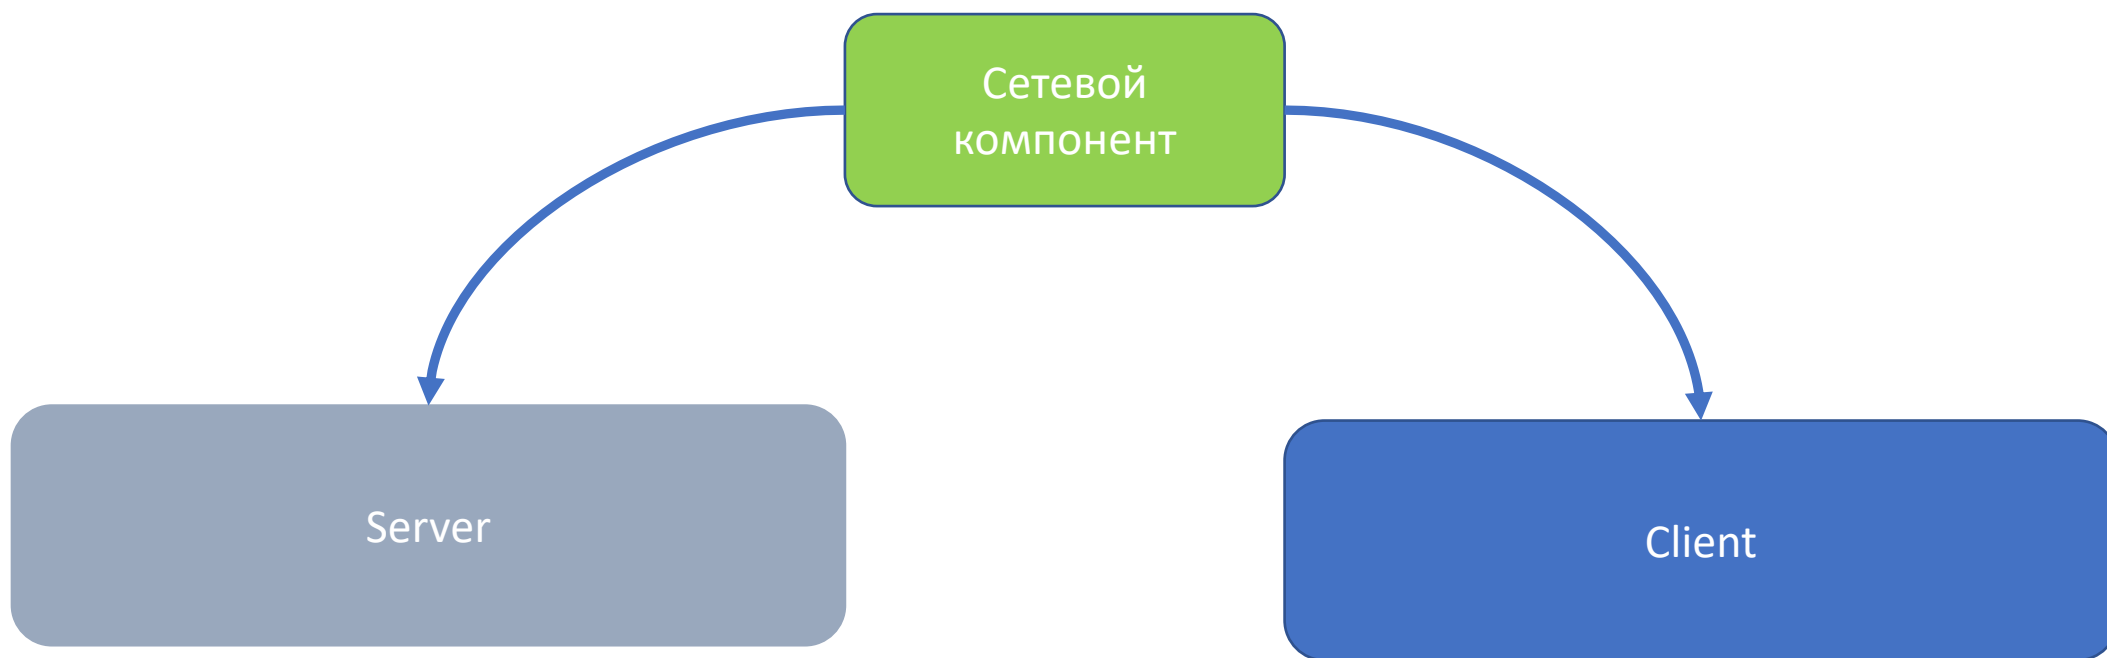 Сетевой
компонент
Server
Client